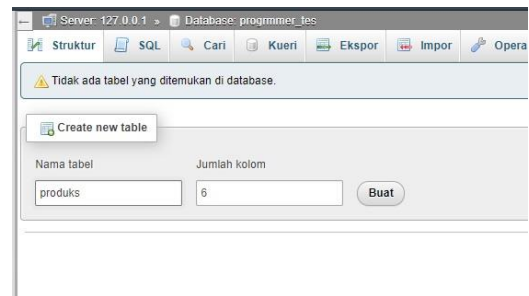 Server: 127.0.0.1 » Database: progrmmer_tes
Struktur SQL Cari Kueri Ekspor Impor Opera
Tidak ada tabel yang ditemukan di database.
Create new table
Nama tabel Jumlah kolom
produks 6 Buat